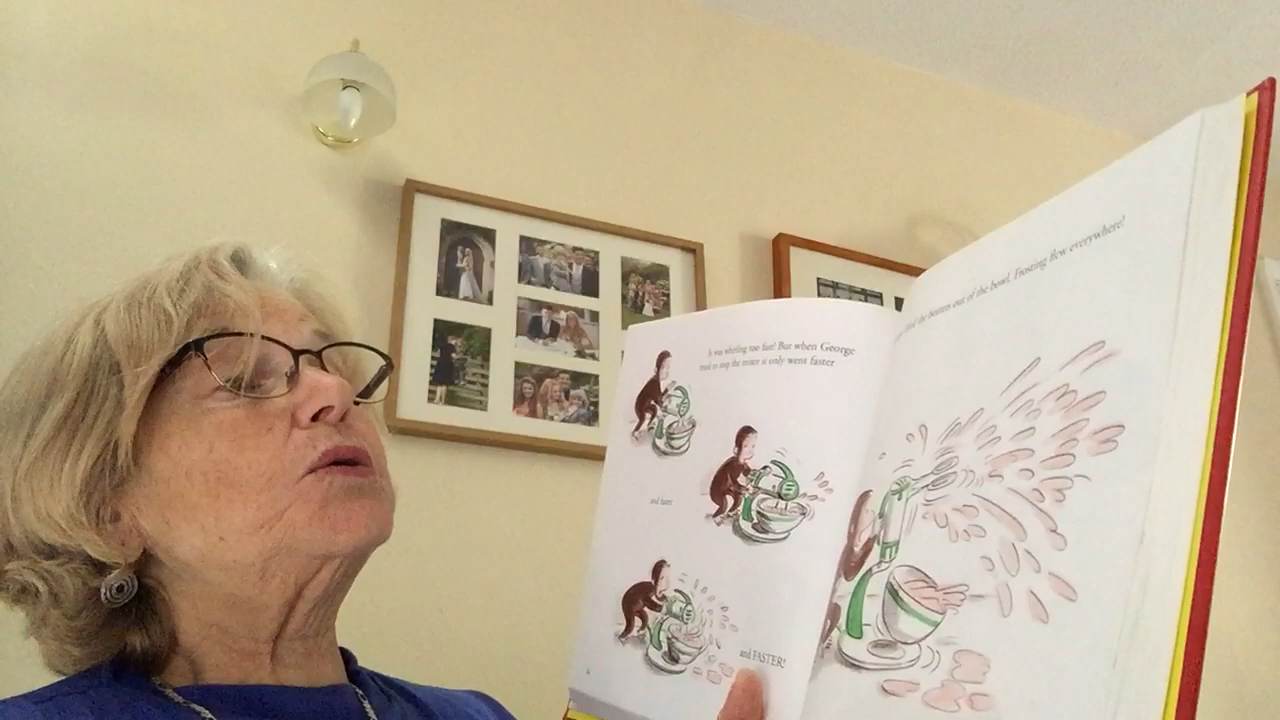 It was whirling too fast! But when George
tried to stop the mixer it only went faster
and faster
and FASTER!
the beaters out of the bowl. Frosting flew everywhere!